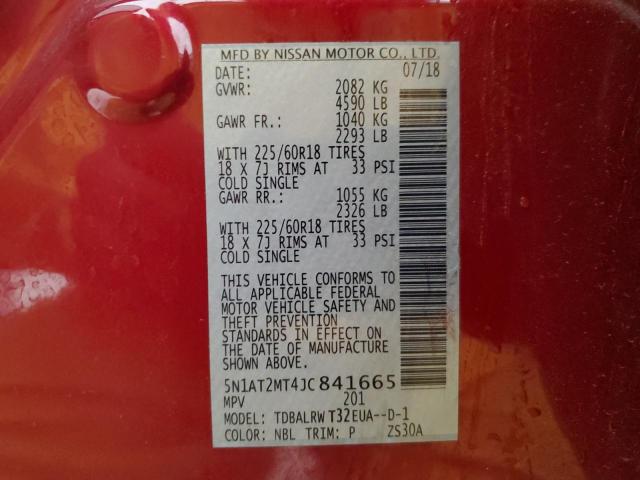 MFD BY NISSAN MOTOR CO., LTD.
DATE: 07/18
GVWR: 2082 KG
4590 LB
GAWR FR.: 1040 KG
2293 LB
WITH 225/60R18 TIRES
18 X 7J RIMS AT 33 PSI
COLD SINGLE
GAWR RR.: 1055 KG
2326 LB
WITH 225/60R18 TIRES
18 X 7J RIMS AT 33 PSI
COLD SINGLE
THIS VEHICLE CONFORMS TO
ALL APPLICABLE FEDERAL
MOTOR VEHICLE SAFETY AND
THEFT PREVENTION
STANDARDS IN EFFECT ON
THE DATE OF MANUFACTURE
SHOWN ABOVE.
5N1AT2MT4JC841665
MPV 201
MODEL: TDBALRWT32EUA--D-1
COLOR: NBL TRIM: P ZS30A